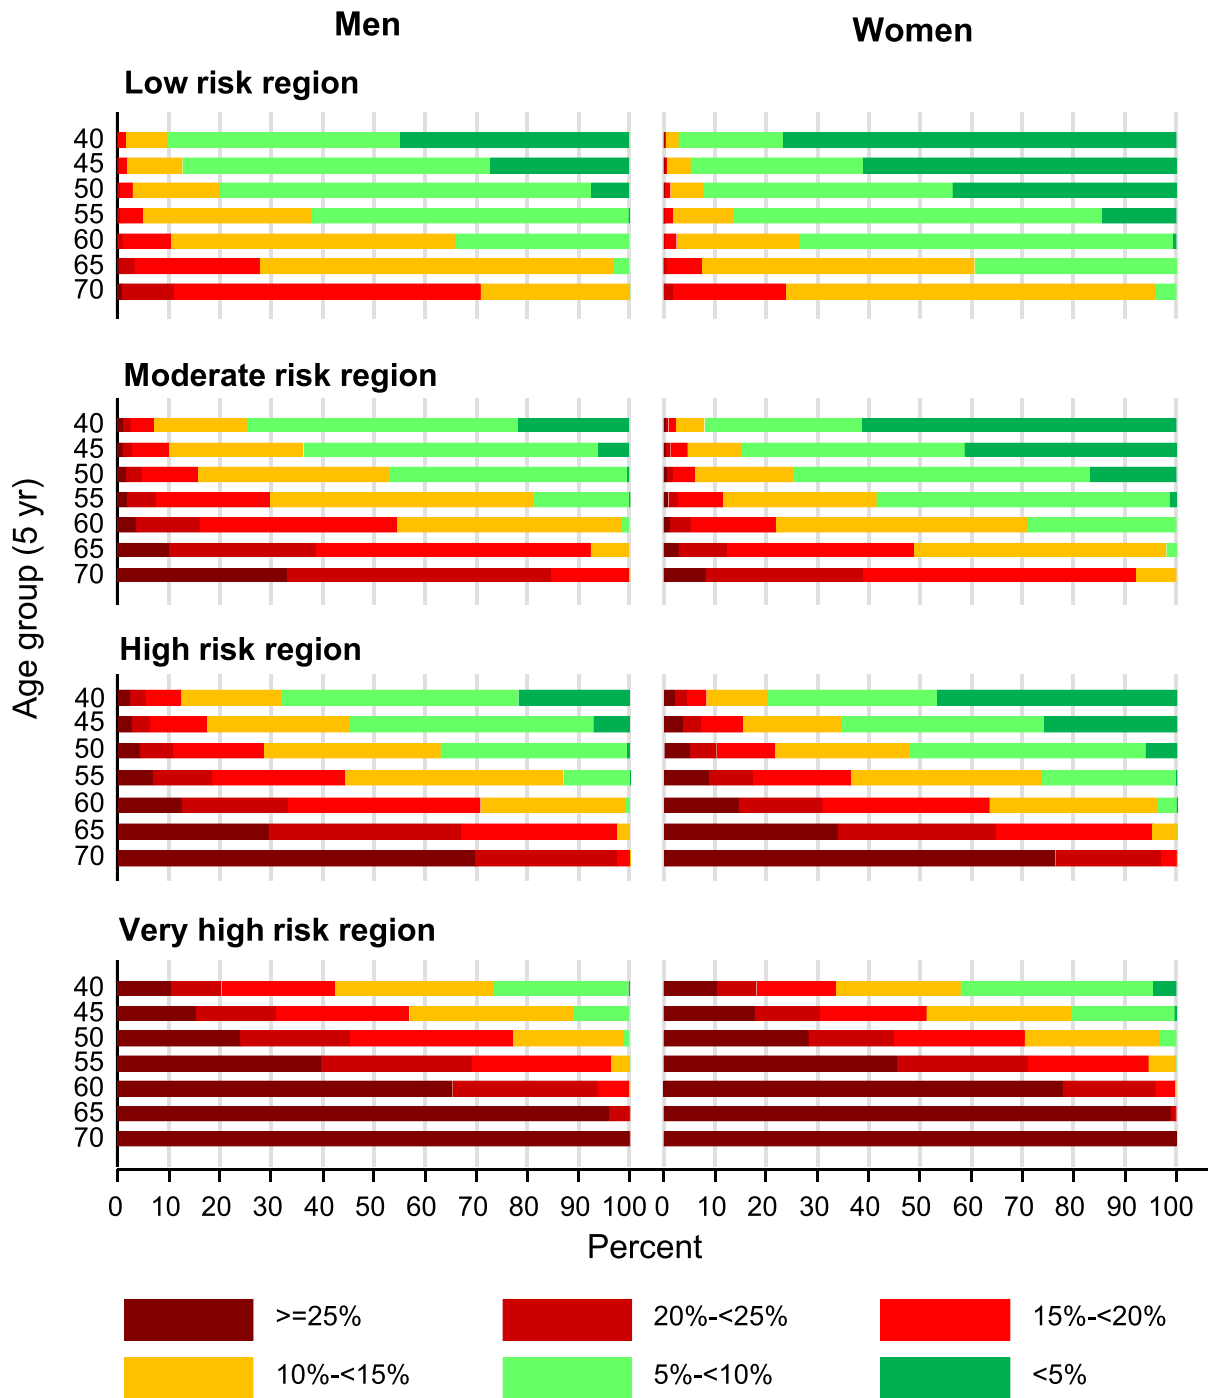 Men
Women
Low risk region
40
45
50
55
60
65
70
Moderate risk region
40
45
50
55
60
65
70
High risk region
40
45
50
55
60
65
70
Very high risk region
40
45
50
55
60
65
70
Age group (5 yr)
0 10 20 30 40 50 60 70 80 90 100 0 10 20 30 40 50 60 70 80 90 100
Percent
>=25% 20%-<25% 15%-<20%
10%-<15% 5%-<10% <5%